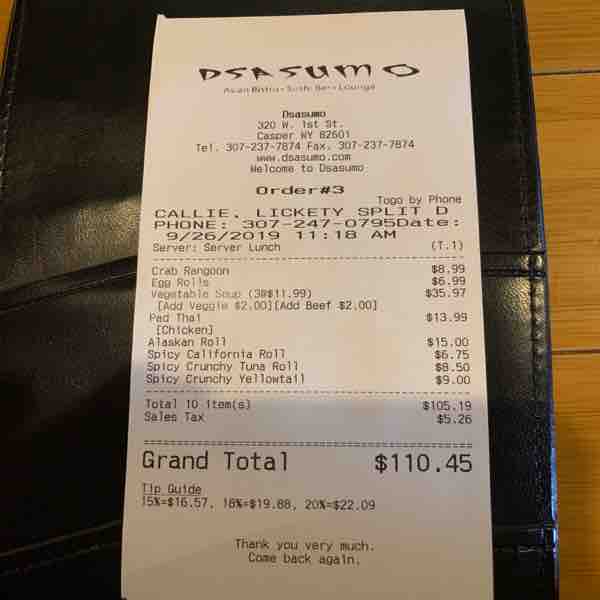 DSASUMO
Asian Bistro • Sushi Bar • Lounge
Dsasumo
320 W. 1st St.
Casper WY 82601
Tel. 307-237-7874 Fax. 307-237-7874
www.dsasumo.com
Welcome to Dsasumo
Order#3
Togo by Phone
CALLIE, LICKETY SPLIT D
PHONE: 307-247-0795Date:
9/26/2019 11:18 AM
Server: Server Lunch (T.1)
Crab Rangoon $8.99
Egg Rolls $6.99
Vegetable Soup (3@$11.99) $35.97
[Add Veggie $2.00][Add Beef $2.00]
Pad Thai $13.99
[Chicken]
Alaskan Roll $15.00
Spicy California Roll $6.75
Spicy Crunchy Tuna Roll $8.50
Spicy Crunchy Yellowtail $9.00
Total 10 item(s) $105.19
Sales Tax $5.26
Grand Total $110.45
Tip Guide
15%=$16.57, 18%=$19.88, 20%=$22.09
Thank you very much.
Come back again.